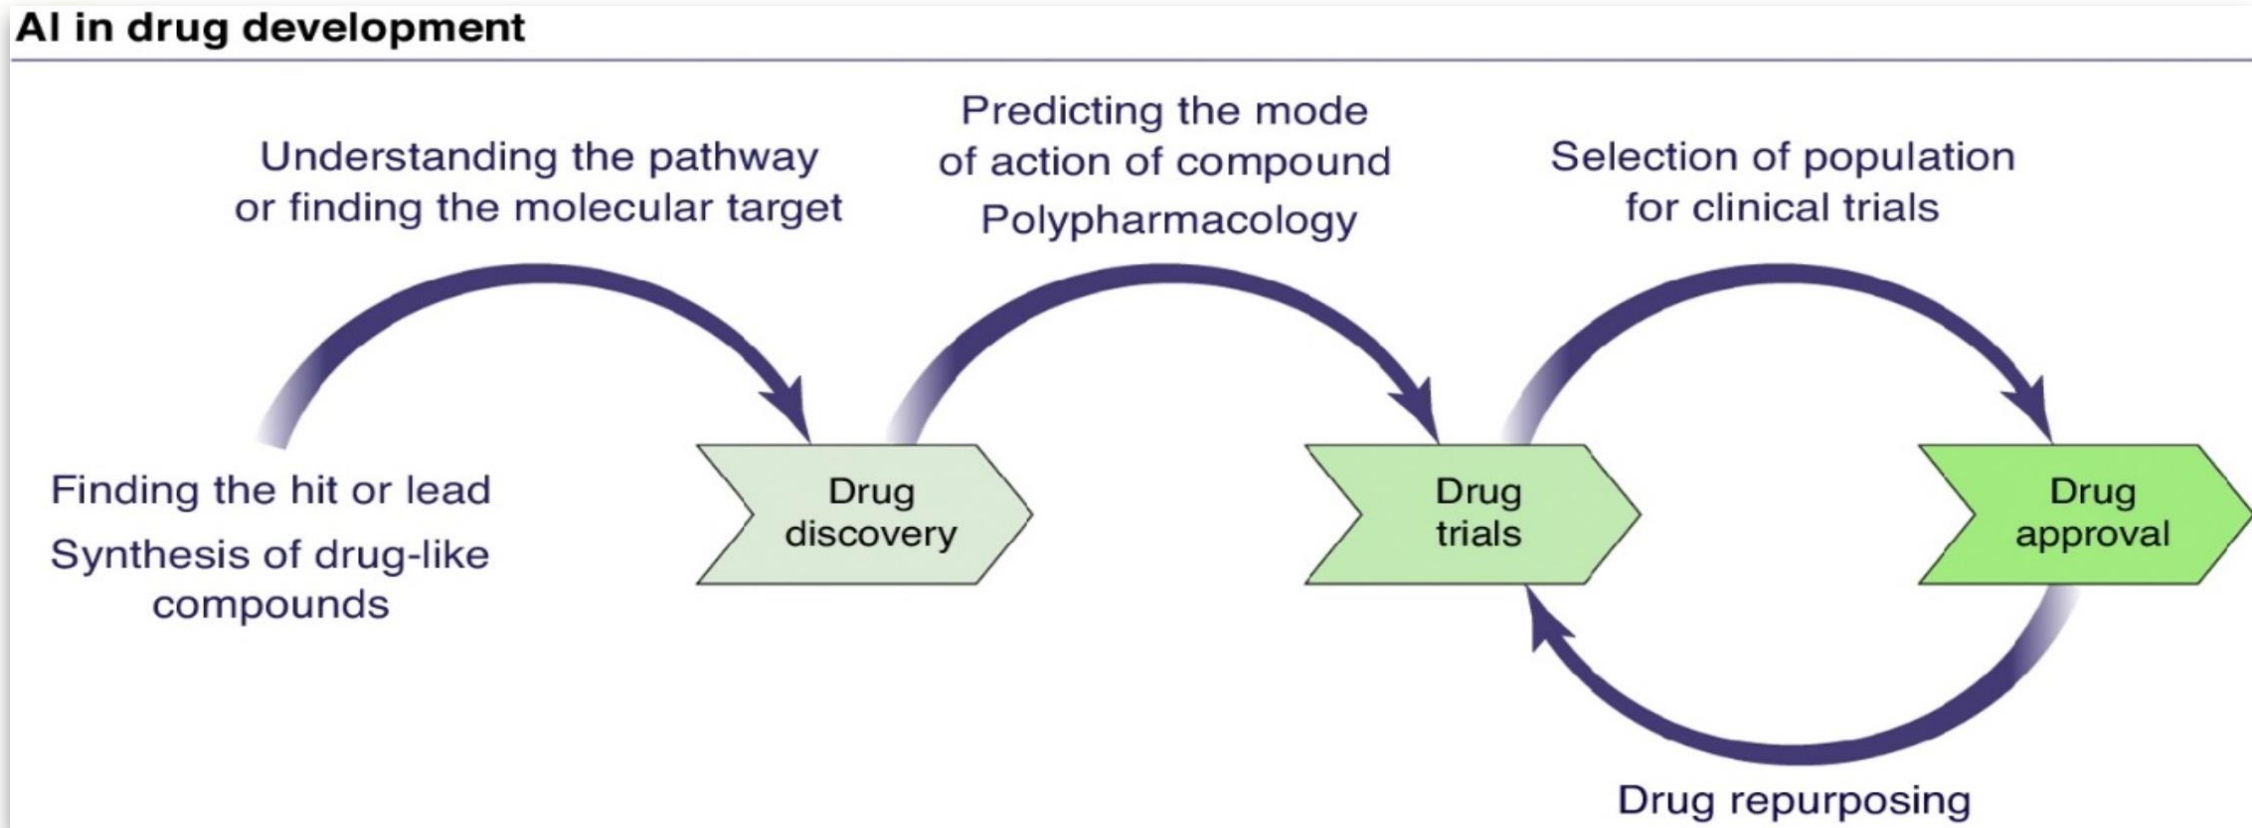 AI in drug development
Understanding the pathway
or finding the molecular target
Predicting the mode
of action of compound
Polypharmacology
Selection of population
for clinical trials
Finding the hit or lead
Synthesis of drug-like
compounds
Drug
discovery
Drug
trials
Drug
approval
Drug repurposing